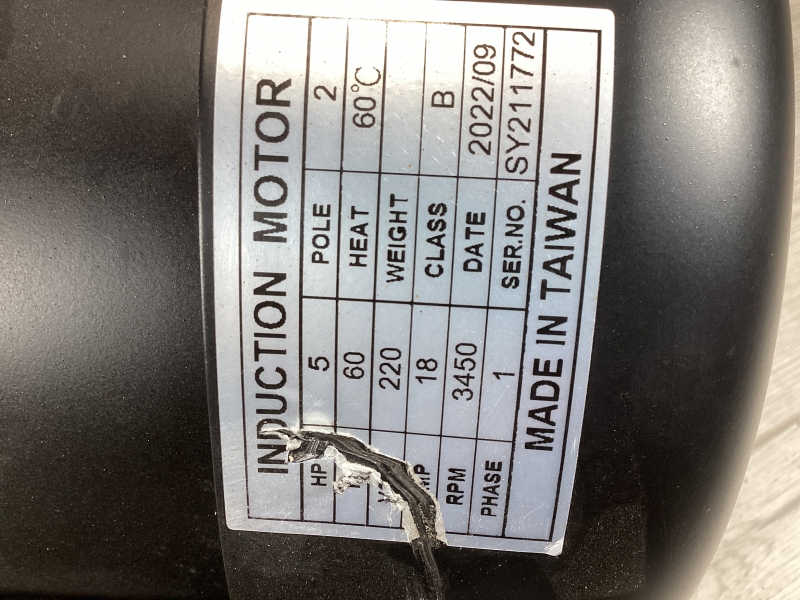 INDUCTION MOTOR
HP 5 POLE 2
60 HEAT 60°C
220 WEIGHT
18 CLASS B
RPM 3450 DATE 2022/09
PHASE 1 SER.NO. SY211772
MADE IN TAIWAN